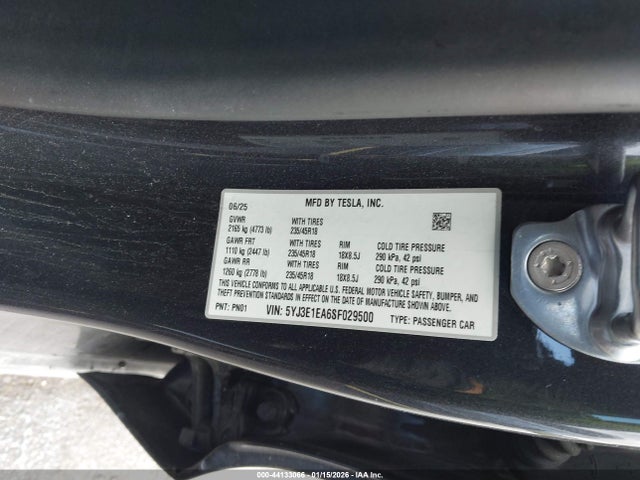 MFD BY TESLA, INC.
06/25
GVWR WITH TIRES
2165 kg (4773 lb) 235/45R18
GAWR FRT WITH TIRES RIM COLD TIRE PRESSURE
1110 kg (2447 lb) 235/45R18 18X8.5J 290 kPa, 42 psi
GAWR RR WITH TIRES RIM COLD TIRE PRESSURE
1260 kg (2778 lb) 235/45R18 18X8.5J 290 kPa, 42 psi
THIS VEHICLE CONFORMS TO ALL APPLICABLE U.S. FEDERAL MOTOR VEHICLE SAFETY, BUMPER, AND
THEFT PREVENTION STANDARDS IN EFFECT ON THE DATE OF MANUFACTURE SHOWN ABOVE.
PNT: PN01 VIN: 5YJ3E1EA6SF029500 TYPE: PASSENGER CAR
000-44133066 - 01/15/2026 - IAA Inc.